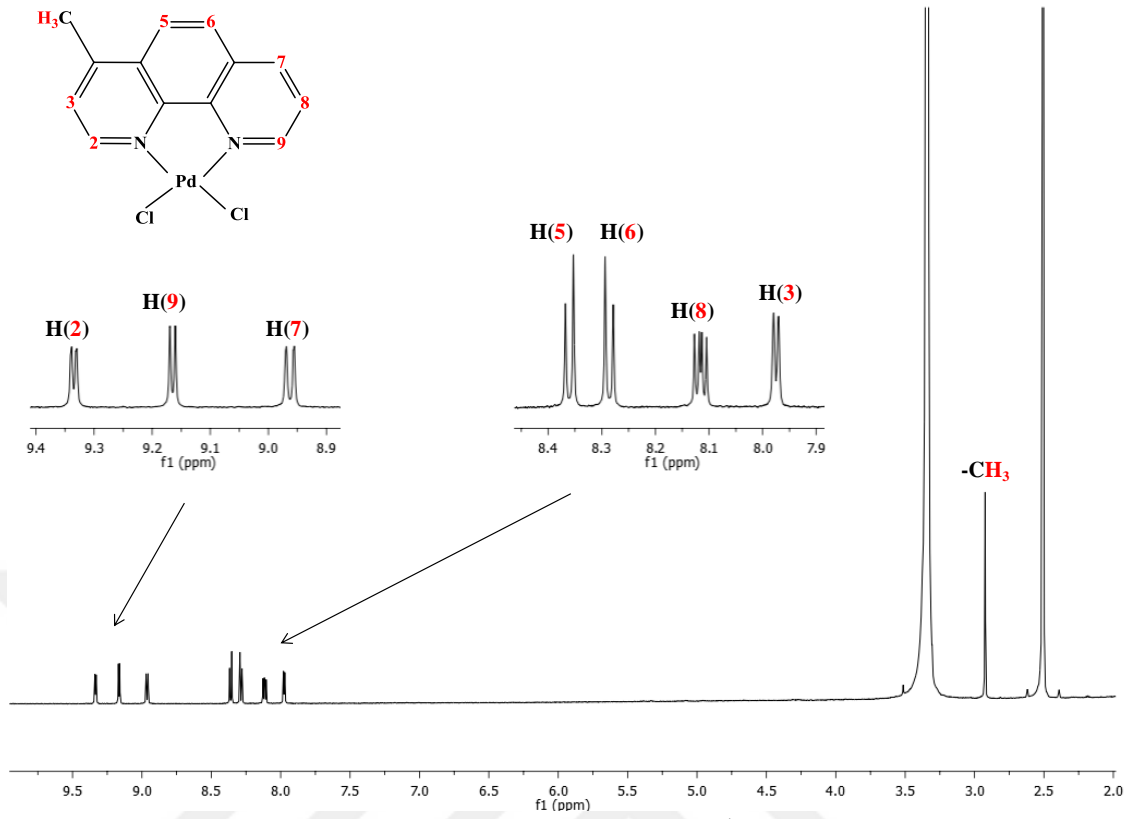 H3C
5 6
7
3 8
2 N N 9
Pd
Cl Cl
H(5) H(6)
H(9) H(8) H(3)
H(2) H(7)
9.4 9.3 9.2 9.1 9.0 8.9
f1 (ppm)
8.4 8.3 8.2 8.1 8.0 7.9
f1 (ppm)
-CH3
9.5 9.0 8.5 8.0 7.5 7.0 6.5 6.0 5.5 5.0 4.5 4.0 3.5 3.0 2.5 2.0
f1 (ppm)